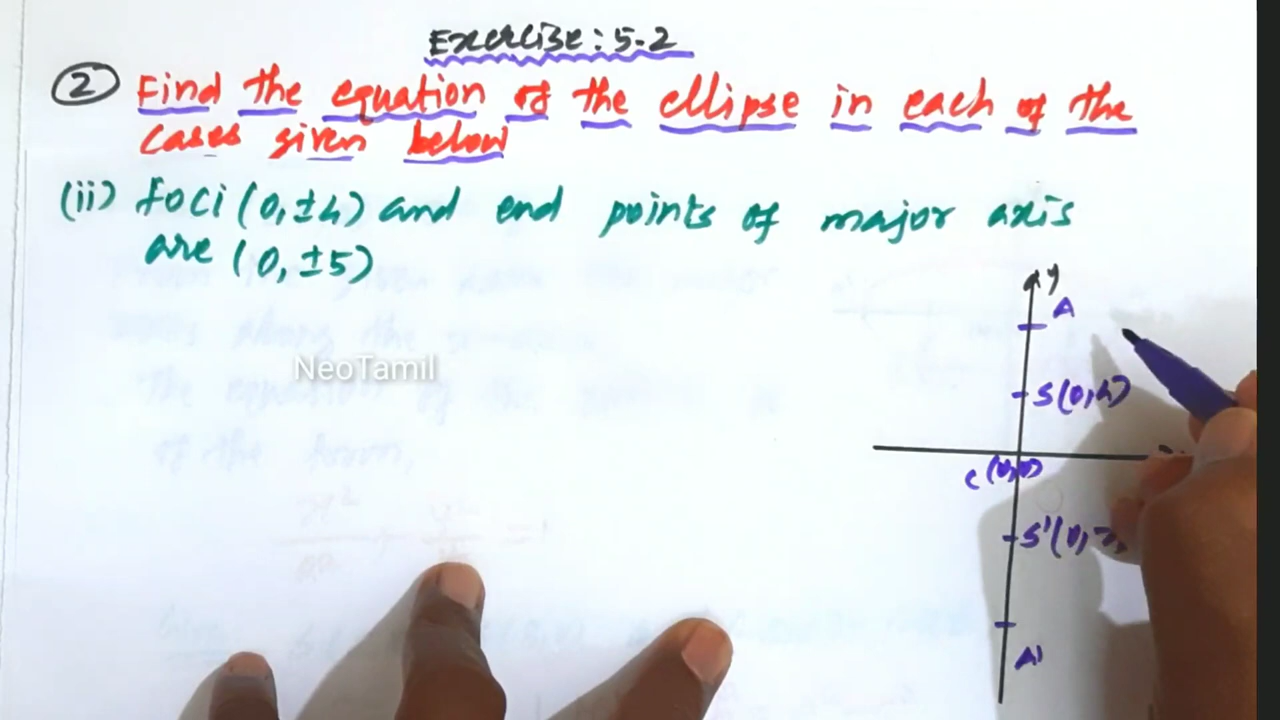 Exercise: 5.2
② Find the equation of the ellipse in each of the
cases given below
(ii) foci (0, ±4) and end points of major axis
are (0, ±5)
y
A
NeoTamil
S(0,4)
C (0,0)
S'(0,
A'